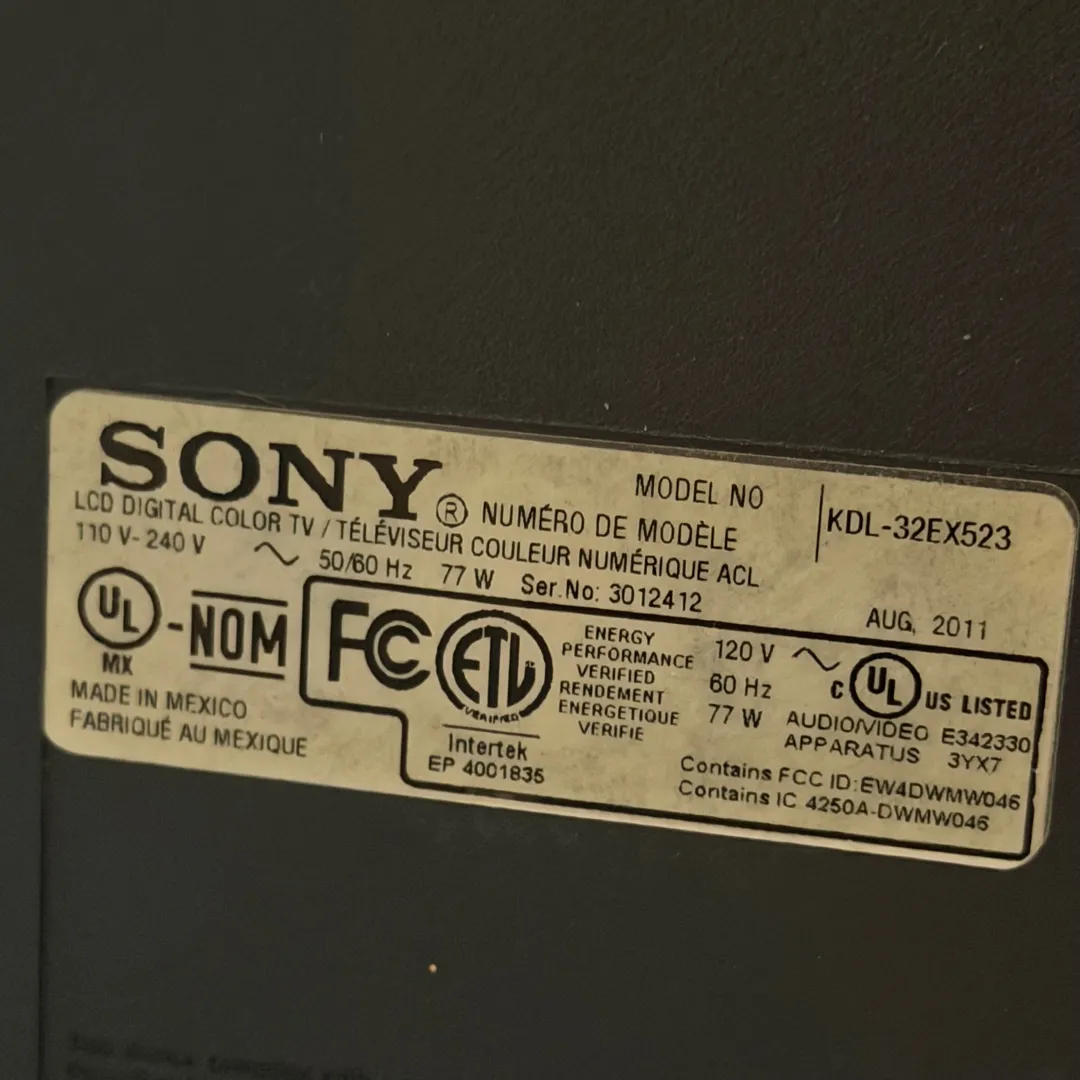 SONY®
MODEL NO
NUMÉRO DE MODÈLE
KDL-32EX523
LCD DIGITAL COLOR TV / TÉLÉVISEUR COULEUR NUMÉRIQUE ACL
110 V- 240 V ~ 50/60 Hz 77 W Ser.No: 3012412
AUG, 2011
UL
MX
-NOM
MADE IN MEXICO
FABRIQUÉ AU MEXIQUE
FCC
ETL
VERIFIED
Intertek
EP 4001835
ENERGY
PERFORMANCE
VERIFIED
RENDEMENT
ENERGETIQUE
VERIFIE
120 V ~
60 Hz
77 W
C UL US LISTED
AUDIO/VIDEO E342330
APPARATUS 3YX7
Contains FCC ID:EW4DWMW046
Contains IC 4250A-DWMW046